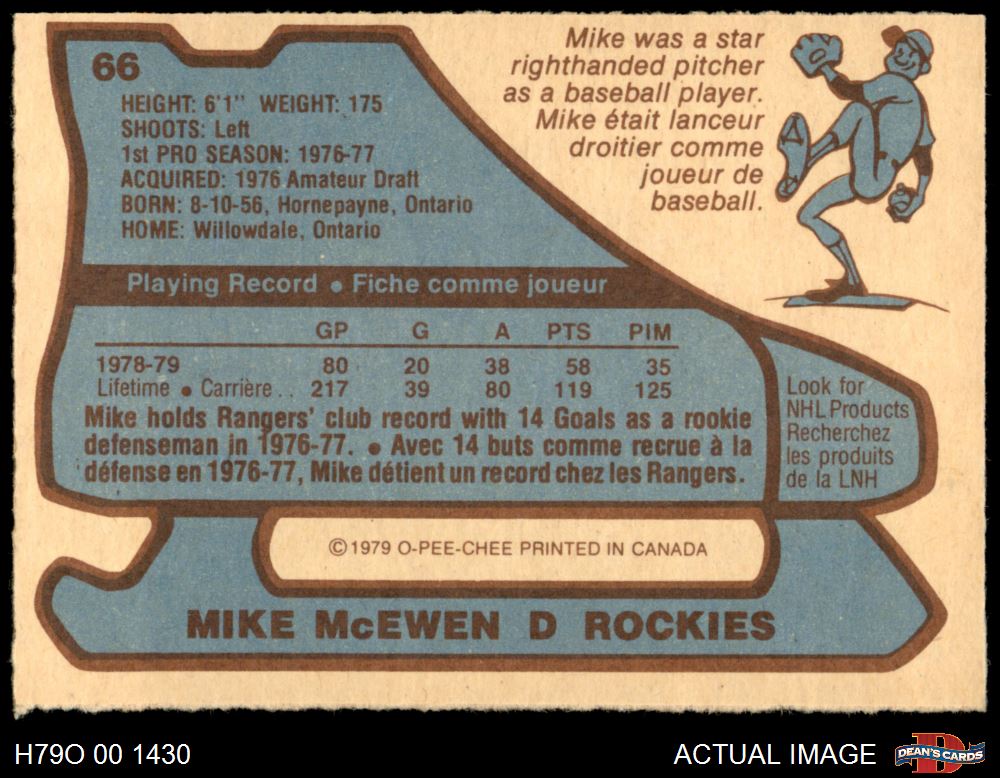 66
HEIGHT: 6'1" WEIGHT: 175
SHOOTS: Left
1st PRO SEASON: 1976-77
ACQUIRED: 1976 Amateur Draft
BORN: 8-10-56, Hornepayne, Ontario
HOME: Willowdale, Ontario
Mike was a star
righthanded pitcher
as a baseball player.
Mike était lanceur
droitier comme
joueur de
baseball.
Playing Record • Fiche comme joueur
GP G A PTS PIM
1978-79 80 20 38 58 35
Lifetime • Carrière . . 217 39 80 119 125
Mike holds Rangers' club record with 14 Goals as a rookie
defenseman in 1976-77. • Avec 14 buts comme recrue à la
défense en 1976-77, Mike détient un record chez les Rangers.
Look for
NHL Products
Recherchez
les produits
de la LNH
©1979 O-PEE-CHEE PRINTED IN CANADA
MIKE McEWEN D ROCKIES
H79O 00 1430
ACTUAL IMAGE
D
DEAN'S CARDS